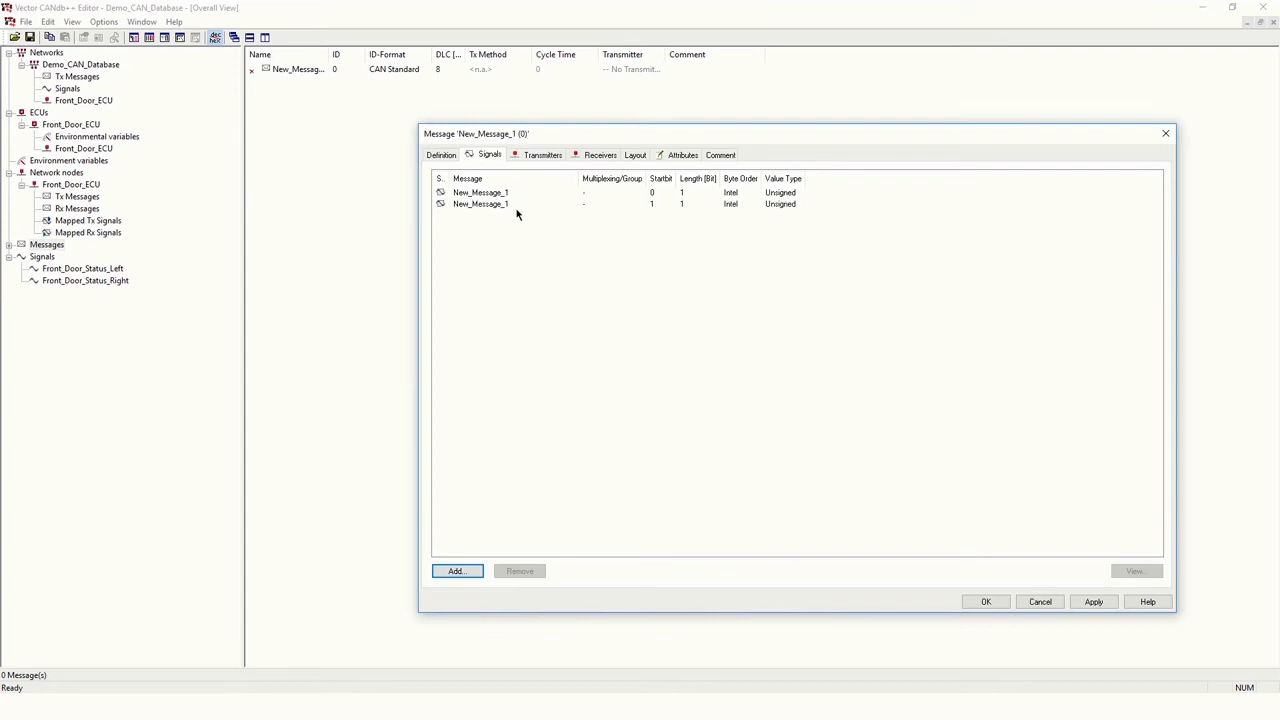 Vector CANdb++ Editor - Demo_CAN_Database - [Overall View]
File Edit View Options Window Help
dec
hex
Networks
Demo_CAN_Database
Tx Messages
Signals
Front_Door_ECU
ECUs
Front_Door_ECU
Environmental variables
Front_Door_ECU
Environment variables
Network nodes
Front_Door_ECU
Tx Messages
Rx Messages
Mapped Tx Signals
Mapped Rx Signals
Messages
Signals
Front_Door_Status_Left
Front_Door_Status_Right
Name ID ID-Format DLC [... Tx Method Cycle Time Transmitter Comment
New_Messag... 0 CAN Standard 8 <n.a.> 0 -- No Transmit...
Message 'New_Message_1 (0)'
Definition Signals Transmitters Receivers Layout Attributes Comment
S.. Message Multiplexing/Group Startbit Length [Bit] Byte Order Value Type
New_Message_1 - 0 1 Intel Unsigned
New_Message_1 - 1 1 Intel Unsigned
Add... Remove View...
OK Cancel Apply Help
0 Message(s)
Ready NUM